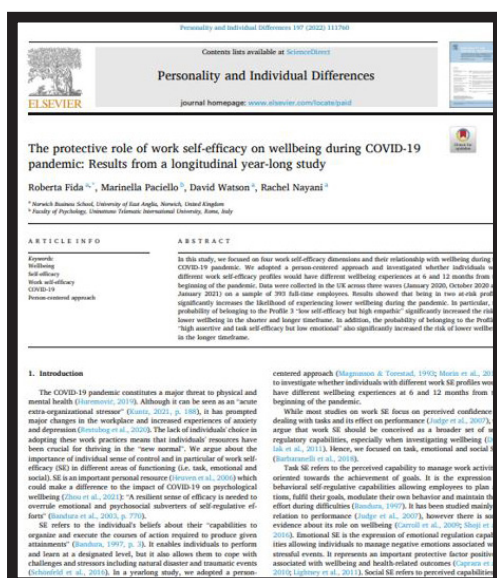 Personality and Individual Differences 197 (2022) 111760
Contents lists available at ScienceDirect
Personality and Individual Differences
journal homepage: www.elsevier.com/locate/paid
ELSEVIER
The protective role of work self-efficacy on wellbeing during COVID-19
pandemic: Results from a longitudinal year-long study
Roberta Fida a,*, Marinella Paciello b, David Watson a, Rachel Nayani a
a Norwich Business School, University of East Anglia, Norwich, United Kingdom
b Faculty of Psychology, Uninettuno Telematic International University, Rome, Italy
ARTICLE INFO
Keywords:
Wellbeing
Self-efficacy
Work self-efficacy
COVID-19
Person-centered approach
ABSTRACT
In this study, we focused on four work self-efficacy dimensions and their relationship with wellbeing during
COVID-19 pandemic. We adopted a person-centered approach and investigated whether individuals
different work self-efficacy profiles would have different wellbeing experiences at 6 and 12 months from
beginning of the pandemic. Data were collected in the UK across three waves (January 2020, October 2020
January 2021) on a sample of 393 full-time employees. Results showed that being in two at-risk
significantly increases the likelihood of experiencing lower wellbeing during the pandemic. In particular,
probability of belonging to the Profile 3 "low self-efficacy but high empathic" significantly increased the
lower wellbeing in the shorter and longer timeframe. In addition, the probability of belonging to the
"high assertive and task self-efficacy but low emotional" also significantly increased the risk of lower
in the longer timeframe.
1. Introduction
The COVID-19 pandemic constitutes a major threat to physical and
mental health (Huremovic, 2019). Although it can be seen as an "acute
extra-organizational stressor" (Kuntz, 2021, p. 188), it has prompted
major changes in the workplace and increased experiences of anxiety
and depression (Restubog et al., 2020). The lack of individuals' choice in
adopting these work practices means that individuals' resources have
been crucial for thriving in the "new normal". We argue about the
importance of individual sense of control and in particular of work self-
efficacy (SE) in different areas of functioning (i.e. task, emotional and
social). SE is an important personal resource (Heuven et al., 2006) which
could make a difference to the impact of COVID-19 on psychological
wellbeing (Zhou et al., 2021): "A resilient sense of efficacy is needed to
overrule emotional and psychosocial subverters of self-regulative ef-
forts" (Bandura et al., 2003, p. 770).
SE refers to the individual's beliefs about their "capabilities to
organize and execute the courses of action required to produce given
attainments" (Bandura, 1997, p. 3). It enables individuals to perform
and learn at a designated level, but it also allows them to cope with
challenges and stressors including natural disaster and traumatic events
(Schönfeld et al., 2016). In a yearlong study, we adopted a person-
centered approach (Magnusson & Törestad, 1993; Morin et al.,
to investigate whether individuals with different work SE profiles
have different wellbeing experiences at 6 and 12 months from
beginning of the pandemic.
While most studies on work SE focus on perceived confidence
dealing with tasks and its effect on performance (Judge et al., 2007),
argue that work SE should be conceived as a broader set of
regulatory capabilities, especially when investigating wellbeing
et al., 2011). Hence, we focused on task, emotional and social
(Barbaranelli et al., 2018).
Task SE refers to the perceived capability to manage work
oriented towards the achievement of goals. It is the expression
behavioral self-regulative capabilities allowing employees to plan
tions, fulfil their goals, modulate their own behavior and maintain
effort during difficulties (Bandura, 1997). It has been studied mainly
relation to performance (Judge et al., 2007), however there is
evidence about its role on wellbeing (Carroll et al., 2009; Shoji et
2016). Emotional SE is the expression of emotional regulation
ities allowing individuals to manage negative emotions associated
stressful events. It represents an important protective factor
associated with wellbeing and health-related outcomes (Caprara et
2010; Lightsey et al., 2011). Social SE refers to perceived